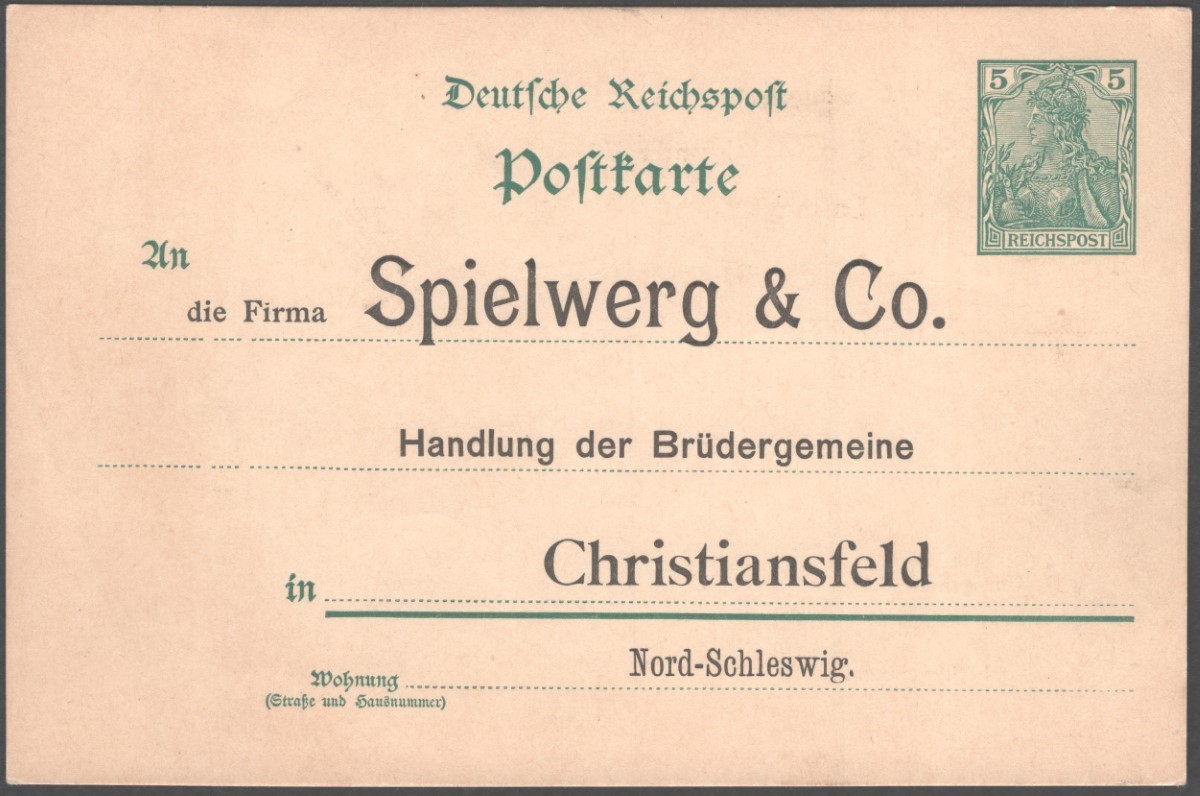 Deutsche Reichspost
5 5
Postkarte
REICHSPOST
An
die Firma Spielwerg & Co.
Handlung der Brüdergemeine
in Christiansfeld
Nord-Schleswig.
Wohnung
(Straße und Hausnummer)